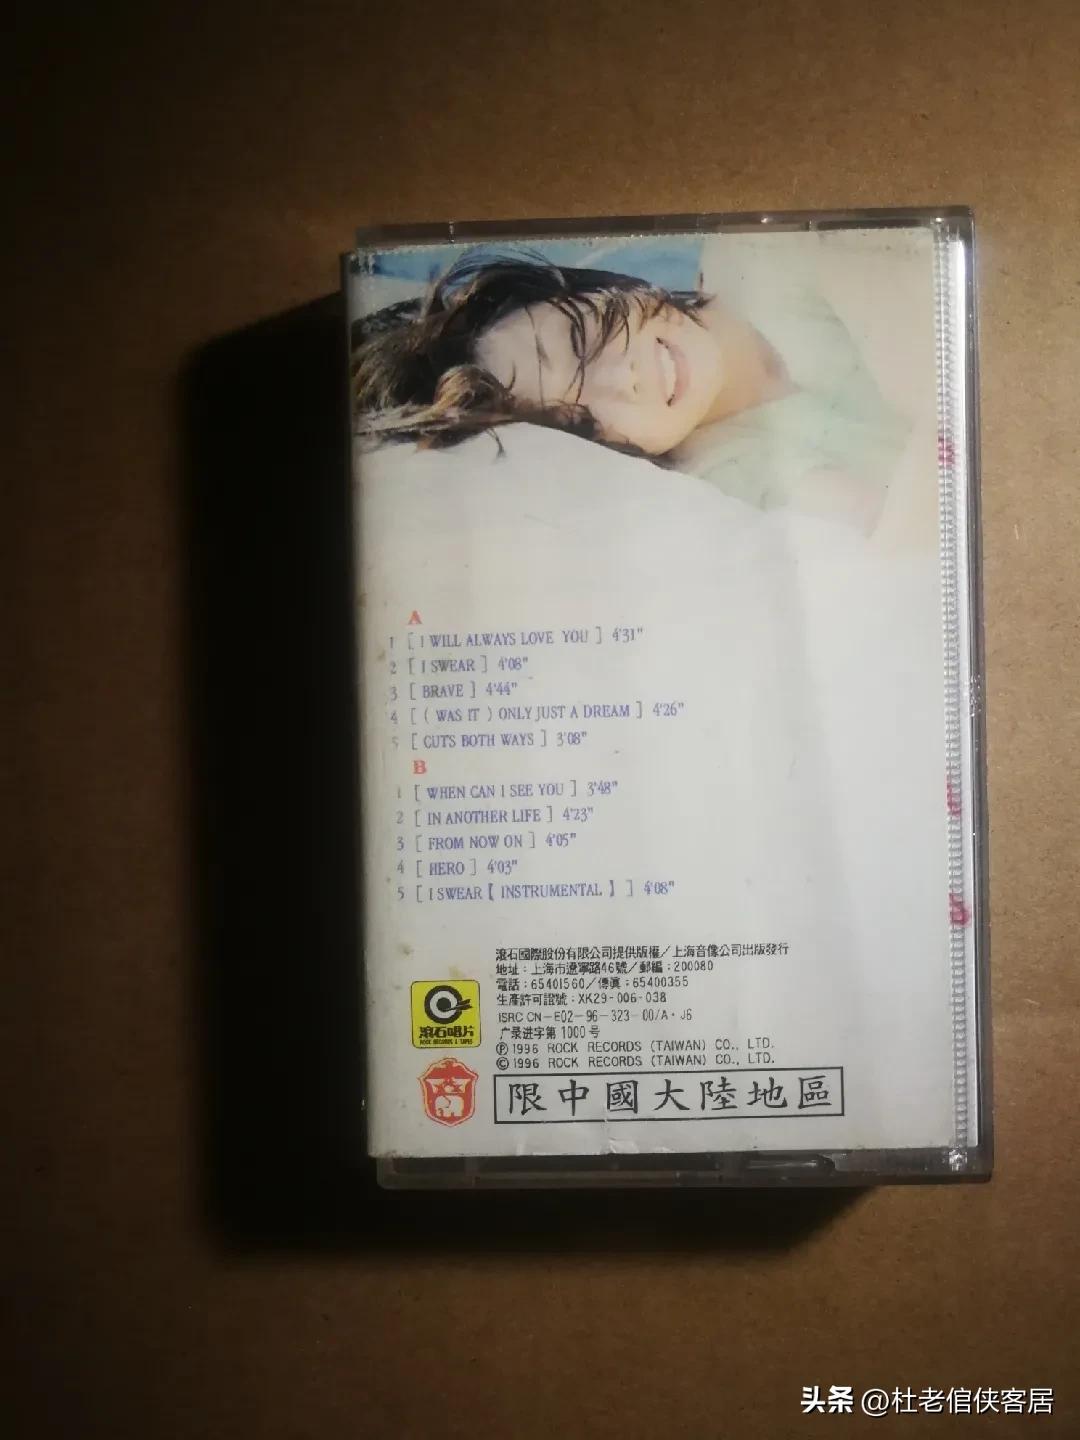 A
1 [ I WILL ALWAYS LOVE YOU ] 4'31"
2 [ I SWEAR ] 4'08"
3 [ BRAVE ] 4'44"
4 [ ( WAS IT ) ONLY JUST A DREAM ] 4'26"
5 [ CUTS BOTH WAYS ] 3'08"
B
1 [ WHEN CAN I SEE YOU ] 3'48"
2 [ IN ANOTHER LIFE ] 4'23"
3 [ FROM NOW ON ] 4'05"
4 [ HERO ] 4'03"
5 [ I SWEAR【 INSTRUMENTAL 】 ] 4'08"
滾石國際股份有限公司提供版權／上海音像公司出版發行
地址：上海市遼寧路46號／郵編：200080
電話：65401560／傳眞：65400355
生產許可證號：XK29-006-038
ISRC CN-E02-96-323-00/A·J6
广录进字第 1000 号
Ⓟ1996 ROCK RECORDS (TAIWAN) CO., LTD.
©1996 ROCK RECORDS (TAIWAN) CO., LTD.
滾石唱片
ROCK RECORDS & TAPES
限中國大陸地區
头条 @杜老倌侠客居